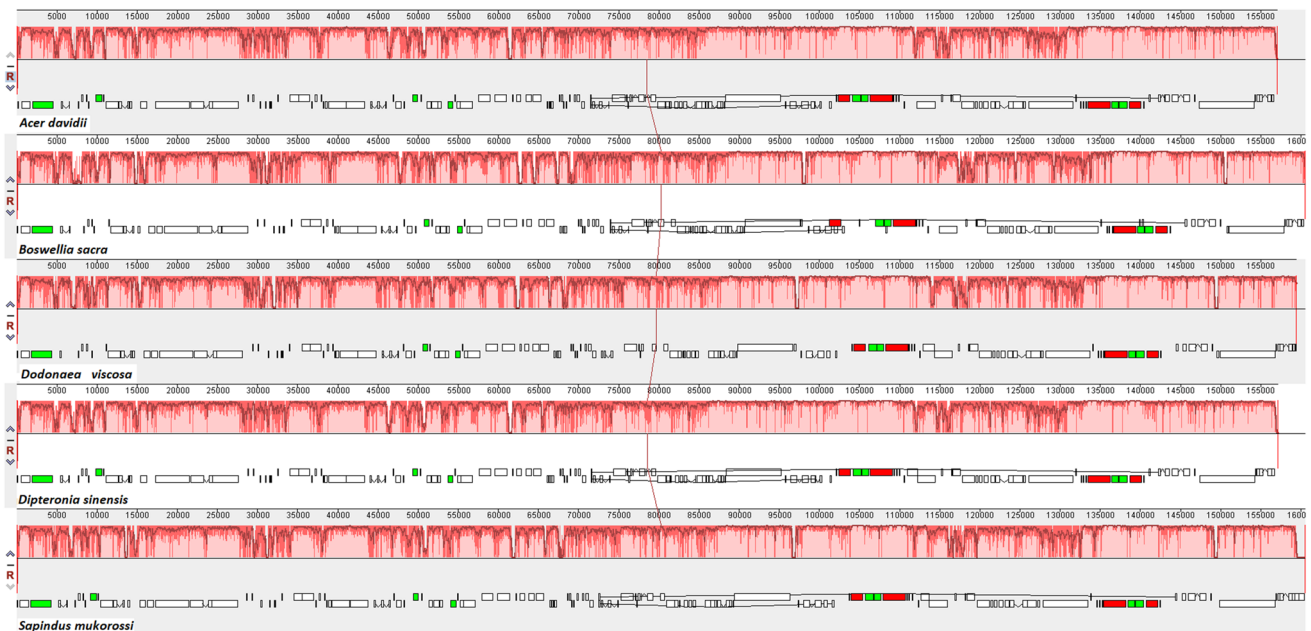 5000 10000 15000 20000 25000 30000 35000 40000 45000 50000 55000 60000 65000 70000 75000 80000 85000 90000 95000 100000 105000 110000 115000 120000 125000 130000 135000 140000 145000 150000 155000
R
Acer davidii
5000 10000 15000 20000 25000 30000 35000 40000 45000 50000 55000 60000 65000 70000 75000 80000 85000 90000 95000 100000 105000 110000 115000 120000 125000 130000 135000 140000 145000 150000 155000 1600
R
Boswellia sacra
5000 10000 15000 20000 25000 30000 35000 40000 45000 50000 55000 60000 65000 70000 75000 80000 85000 90000 95000 100000 105000 110000 115000 120000 125000 130000 135000 140000 145000 150000 155000
R
Dodonaea viscosa
5000 10000 15000 20000 25000 30000 35000 40000 45000 50000 55000 60000 65000 70000 75000 80000 85000 90000 95000 100000 105000 110000 115000 120000 125000 130000 135000 140000 145000 150000 155000
R
Dipteronia sinensis
5000 10000 15000 20000 25000 30000 35000 40000 45000 50000 55000 60000 65000 70000 75000 80000 85000 90000 95000 100000 105000 110000 115000 120000 125000 130000 135000 140000 145000 150000 155000 1600
R
Sapindus mukorossi